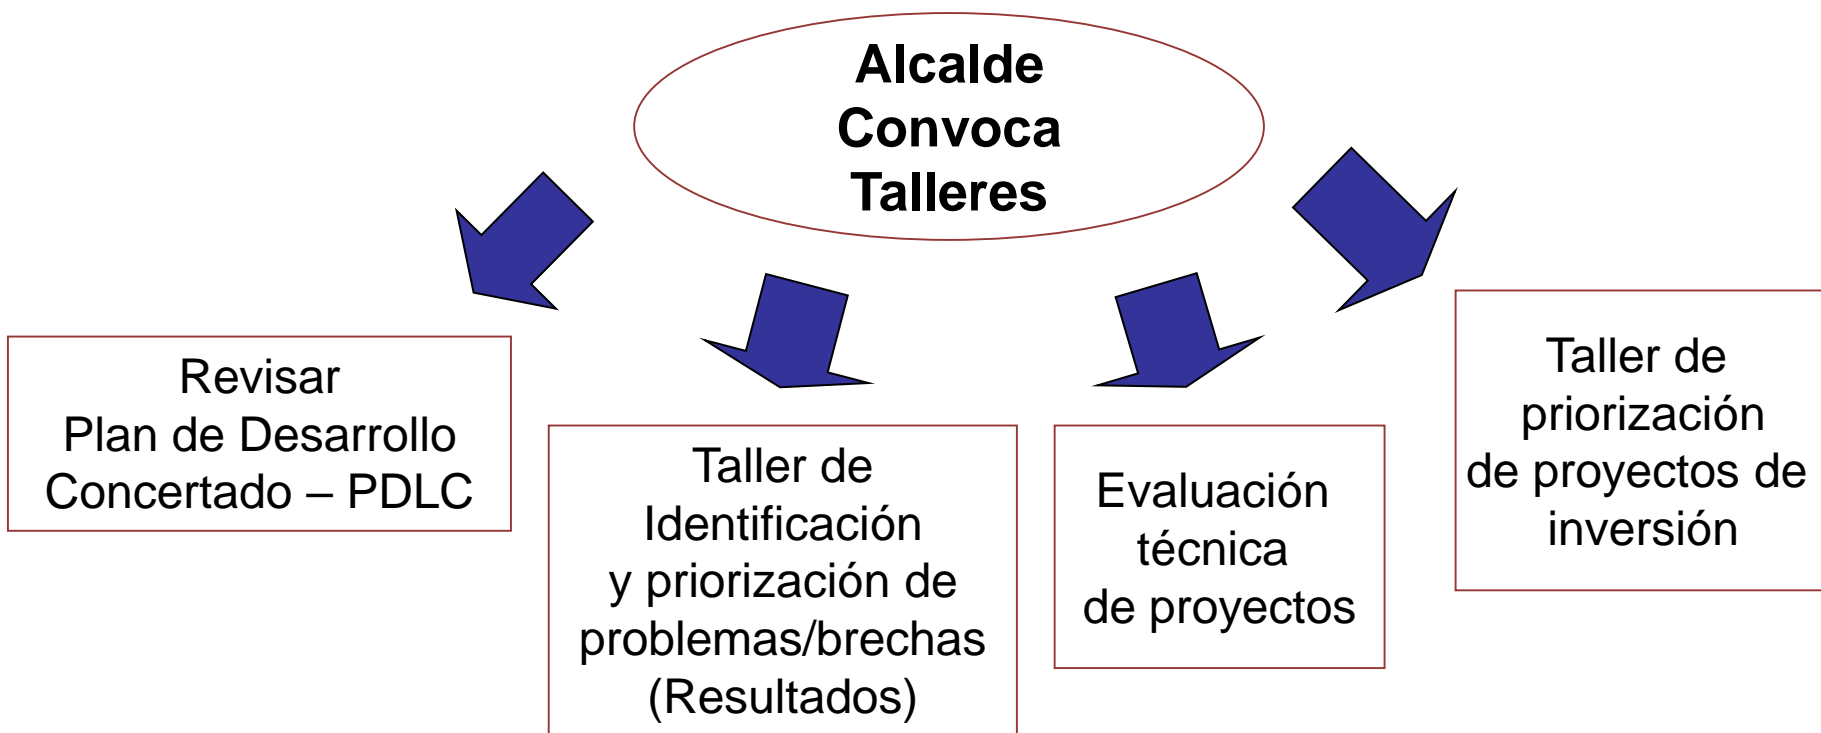 Alcalde
Convoca
Talleres
Revisar
Plan de Desarrollo
Concertado – PDLC
Taller de
Identificación
y priorización de
problemas/brechas
(Resultados)
Evaluación
técnica
de proyectos
Taller de
priorización
de proyectos de
inversión